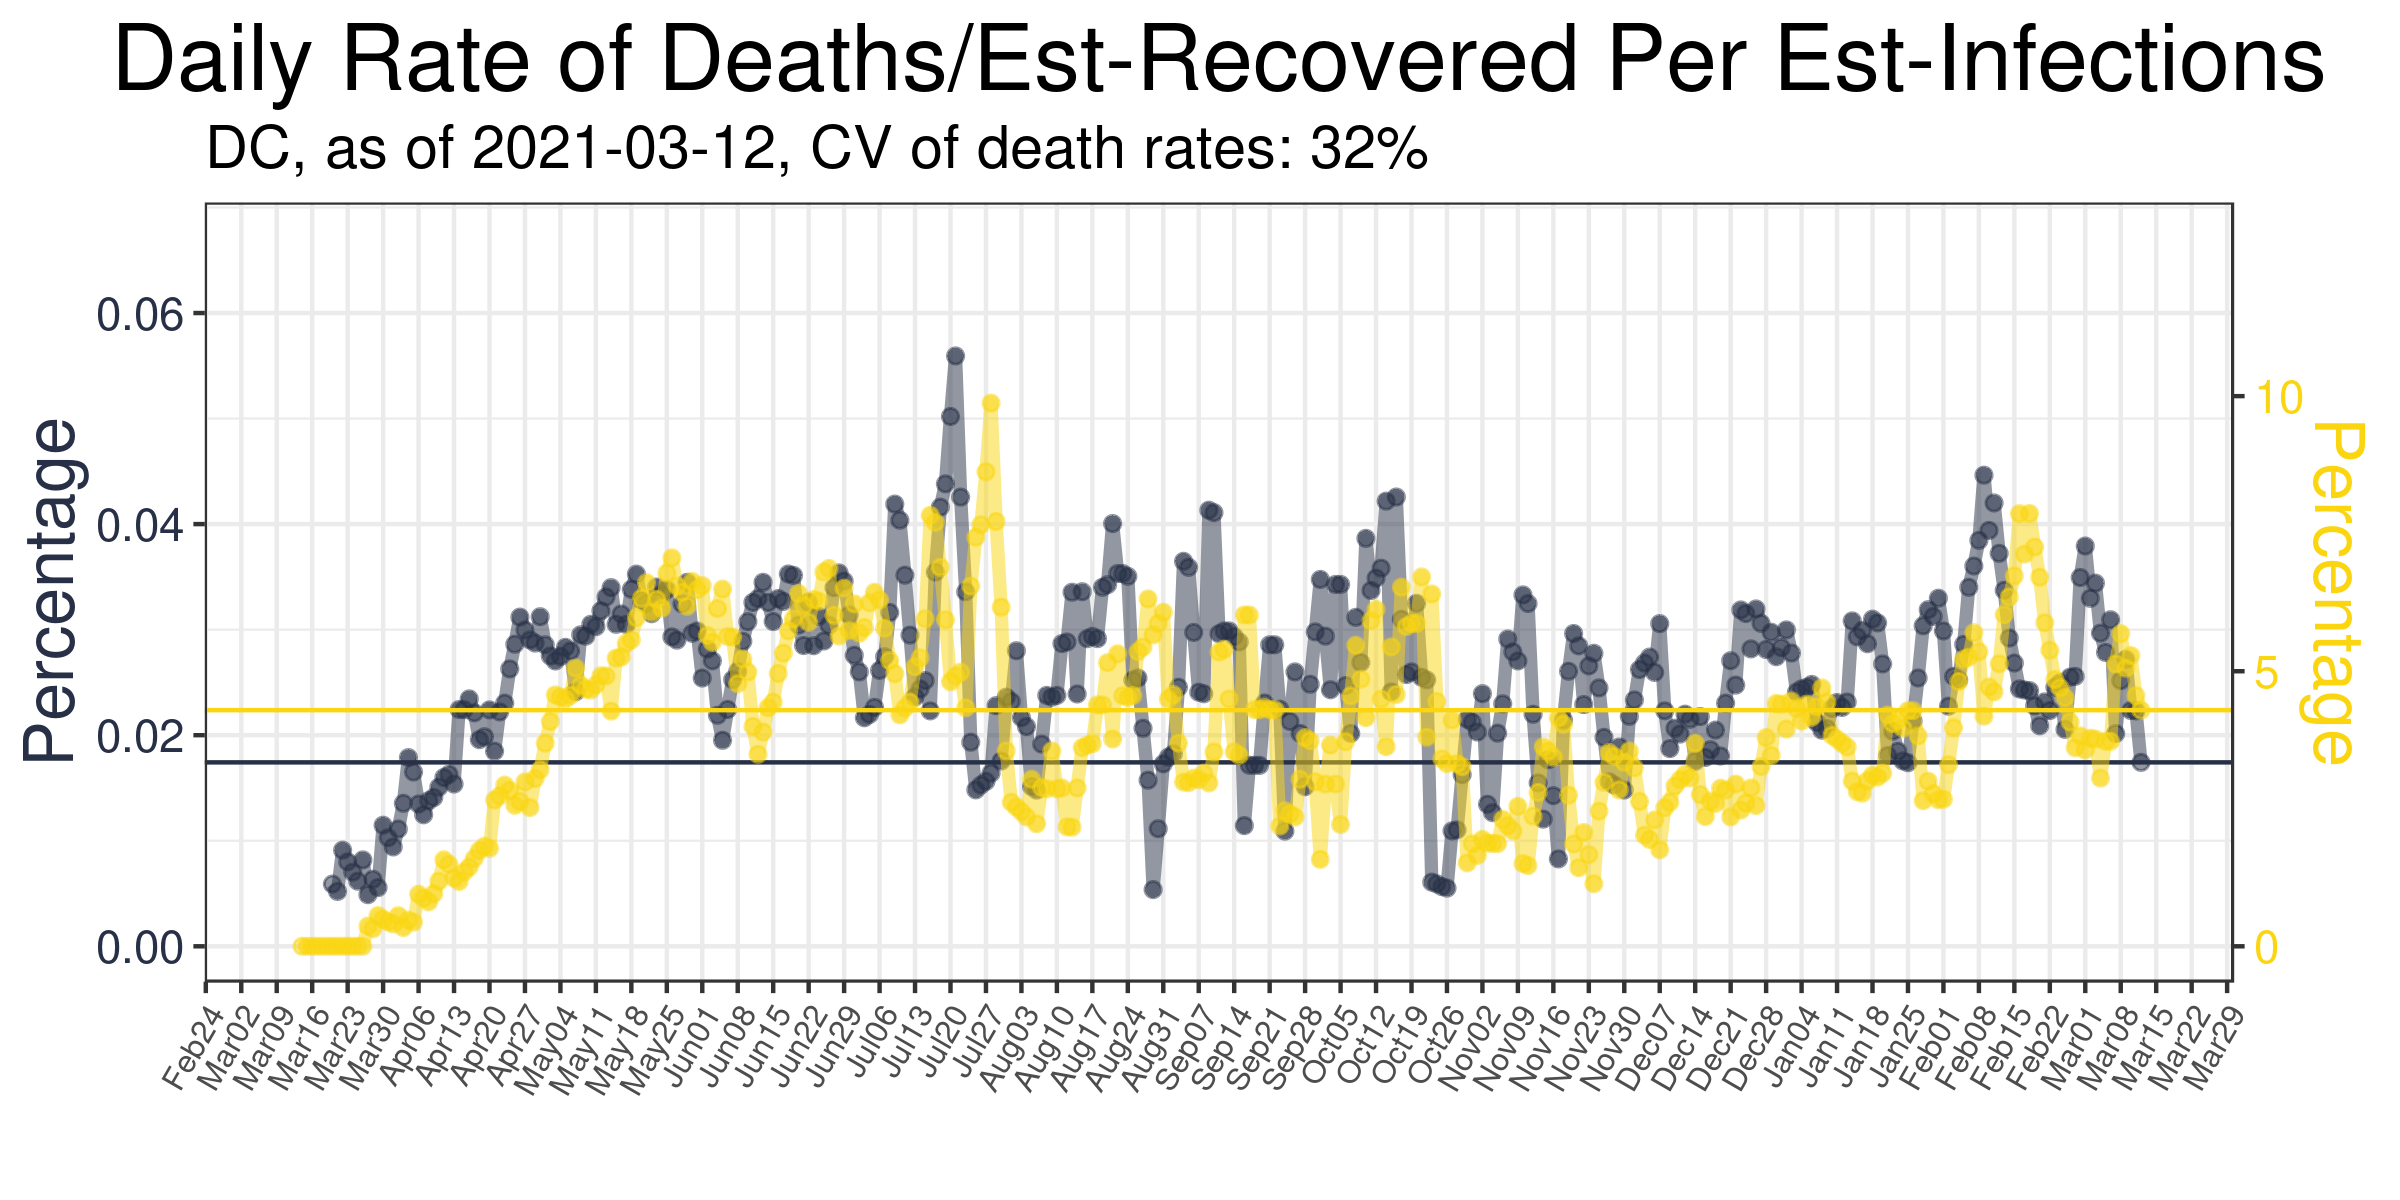 Daily Rate of Deaths/Est-Recovered Per Est-Infections
DC, as of 2021-03-12, CV of death rates: 32%
Percentage
0.06
0.04
0.02
0.00
10
5
0
Percentage
Feb24
Mar02
Mar09
Mar16
Mar23
Mar30
Apr06
Apr13
Apr20
Apr27
May04
May11
May18
May25
Jun01
Jun08
Jun15
Jun22
Jun29
Jul06
Jul13
Jul20
Jul27
Aug03
Aug10
Aug17
Aug24
Aug31
Sep07
Sep14
Sep21
Sep28
Oct05
Oct12
Oct19
Oct26
Nov02
Nov09
Nov16
Nov23
Nov30
Dec07
Dec14
Dec21
Dec28
Jan04
Jan11
Jan18
Jan25
Feb01
Feb08
Feb15
Feb22
Mar01
Mar08
Mar15
Mar22
Mar29